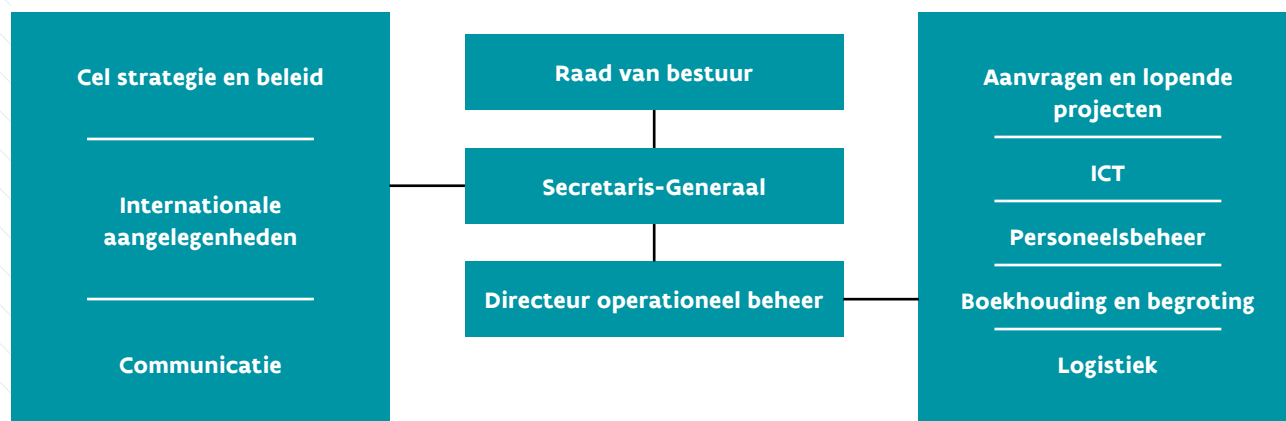 Cel strategie en beleid
Internationale
aangelegenheden
Communicatie
Raad van bestuur
Secretaris-Generaal
Directeur operationeel beheer
Aanvragen en lopende
projecten
ICT
Personeelsbeheer
Boekhouding en begroting
Logistiek